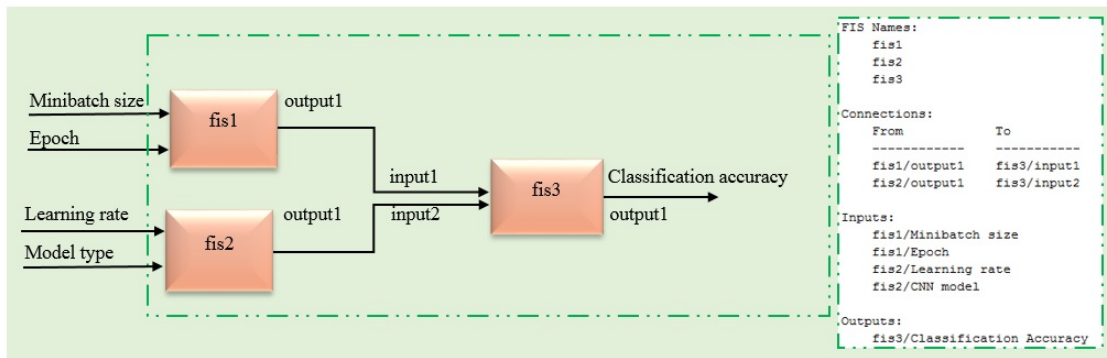 Minibatch size
Epoch
fis1
output1
Learning rate
Model type
fis2
output1
input1
input2
fis3
Classification accuracy
output1
FIS Names:
fis1
fis2
fis3
Connections:
From To
------------ -----------
fis1/output1 fis3/input1
fis2/output1 fis3/input2
Inputs:
fis1/Minibatch size
fis1/Epoch
fis2/Learning rate
fis2/CNN model
Outputs:
fis3/Classification Accuracy